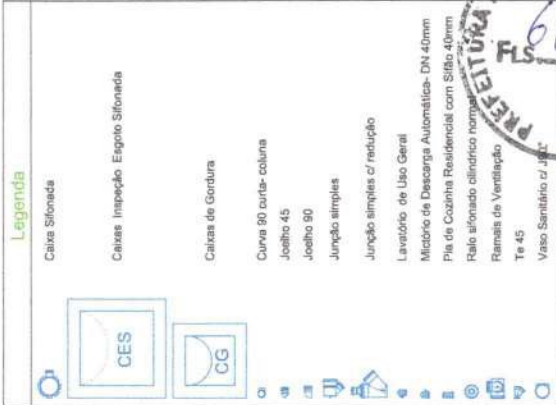 Legenda
Caixa Sifonada
CES
Caixas Inspeção Esgoto Sifonada
CG
Caixas de Gordura
Curva 90 curta- coluna
Joelho 45
Joelho 90
Junção simples
Junção simples c/ redução
Lavatório de Uso Geral
Mictório de Descarga Automática- DN 40mm
Pia de Cozinha Residencial com Sifão 40mm
Ralo sifonado cilíndrico normal
Ramais de Ventilação
Te 45
Vaso Sanitário c/
PREFEITURA
FLS.
6